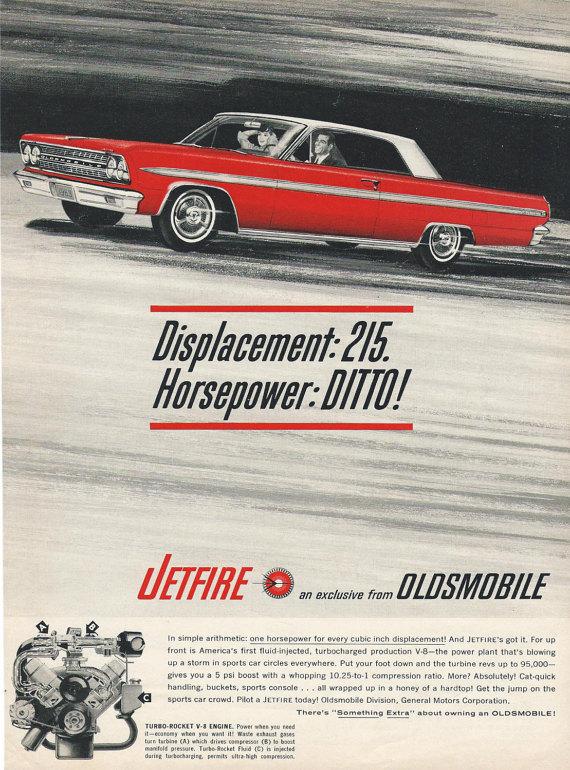 Displacement: 215.
Horsepower: DITTO!
JETFIRE an exclusive from OLDSMOBILE
In simple arithmetic: one horsepower for every cubic inch displacement! And JETFIRE'S got it. For up
front is America's first fluid-injected, turbocharged production V-8—the power plant that's blowing
up a storm in sports car circles everywhere. Put your foot down and the turbine revs up to 95,000—
gives you a 5 psi boost with a whopping 10.25-to-1 compression ratio. More? Absolutely! Cat-quick
handling, buckets, sports console . . . all wrapped up in a honey of a hardtop! Get the jump on the
sports car crowd. Pilot a JETFIRE today! Oldsmobile Division, General Motors Corporation.
There's "Something Extra" about owning an OLDSMOBILE!
A
B
C
TURBO-ROCKET V-8 ENGINE. Power when you need
it—economy when you want it! Waste exhaust gases
turn turbine (A) which drives compressor (B) to boost
manifold pressure. Turbo-Rocket Fluid (C) is injected
during turbocharging, permits ultra-high compression.